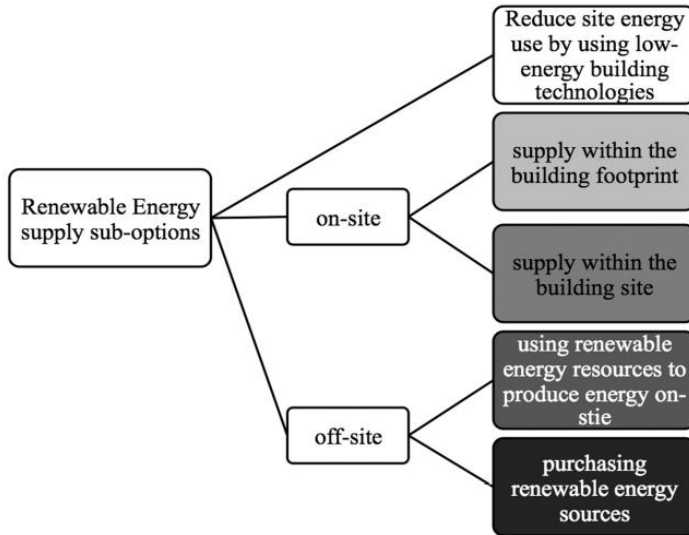 Reduce site energy
use by using low-
energy building
technologies
supply within the
building footprint
Renewable Energy
supply sub-options
on-site
supply within the
building site
using renewable
energy resources to
produce energy on-
stie
off-site
purchasing
renewable energy
sources